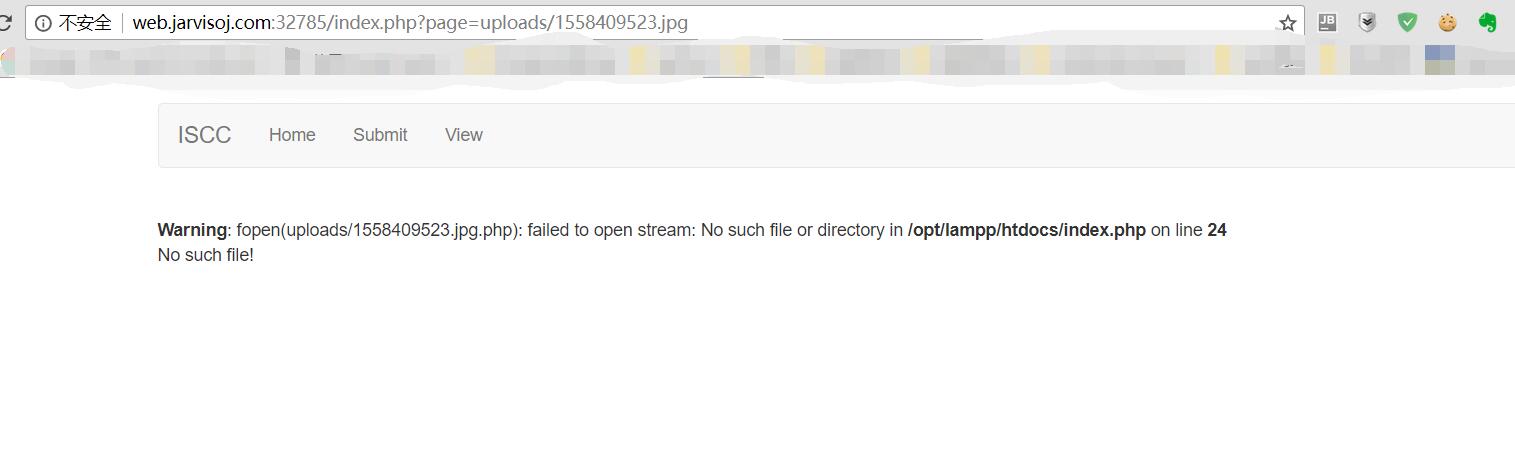 不安全 web.jarvisoj.com:32785/index.php?page=uploads/1558409523.jpg
JB
ISCC Home Submit View
Warning: fopen(uploads/1558409523.jpg.php): failed to open stream: No such file or directory in /opt/lampp/htdocs/index.php on line 24
No such file!